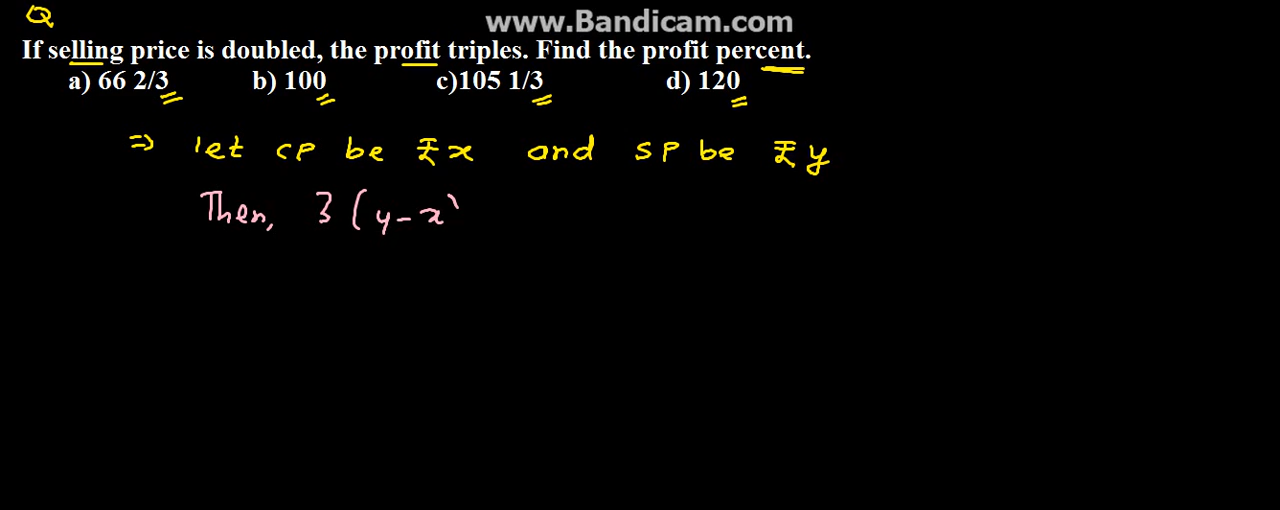 www.Bandicam.com
Q
If selling price is doubled, the profit triples. Find the profit percent.
a) 66 2/3 b) 100 c)105 1/3 d) 120
⇒ let CP be ₹ x and SP be ₹ y
Then, 3 (y-x)